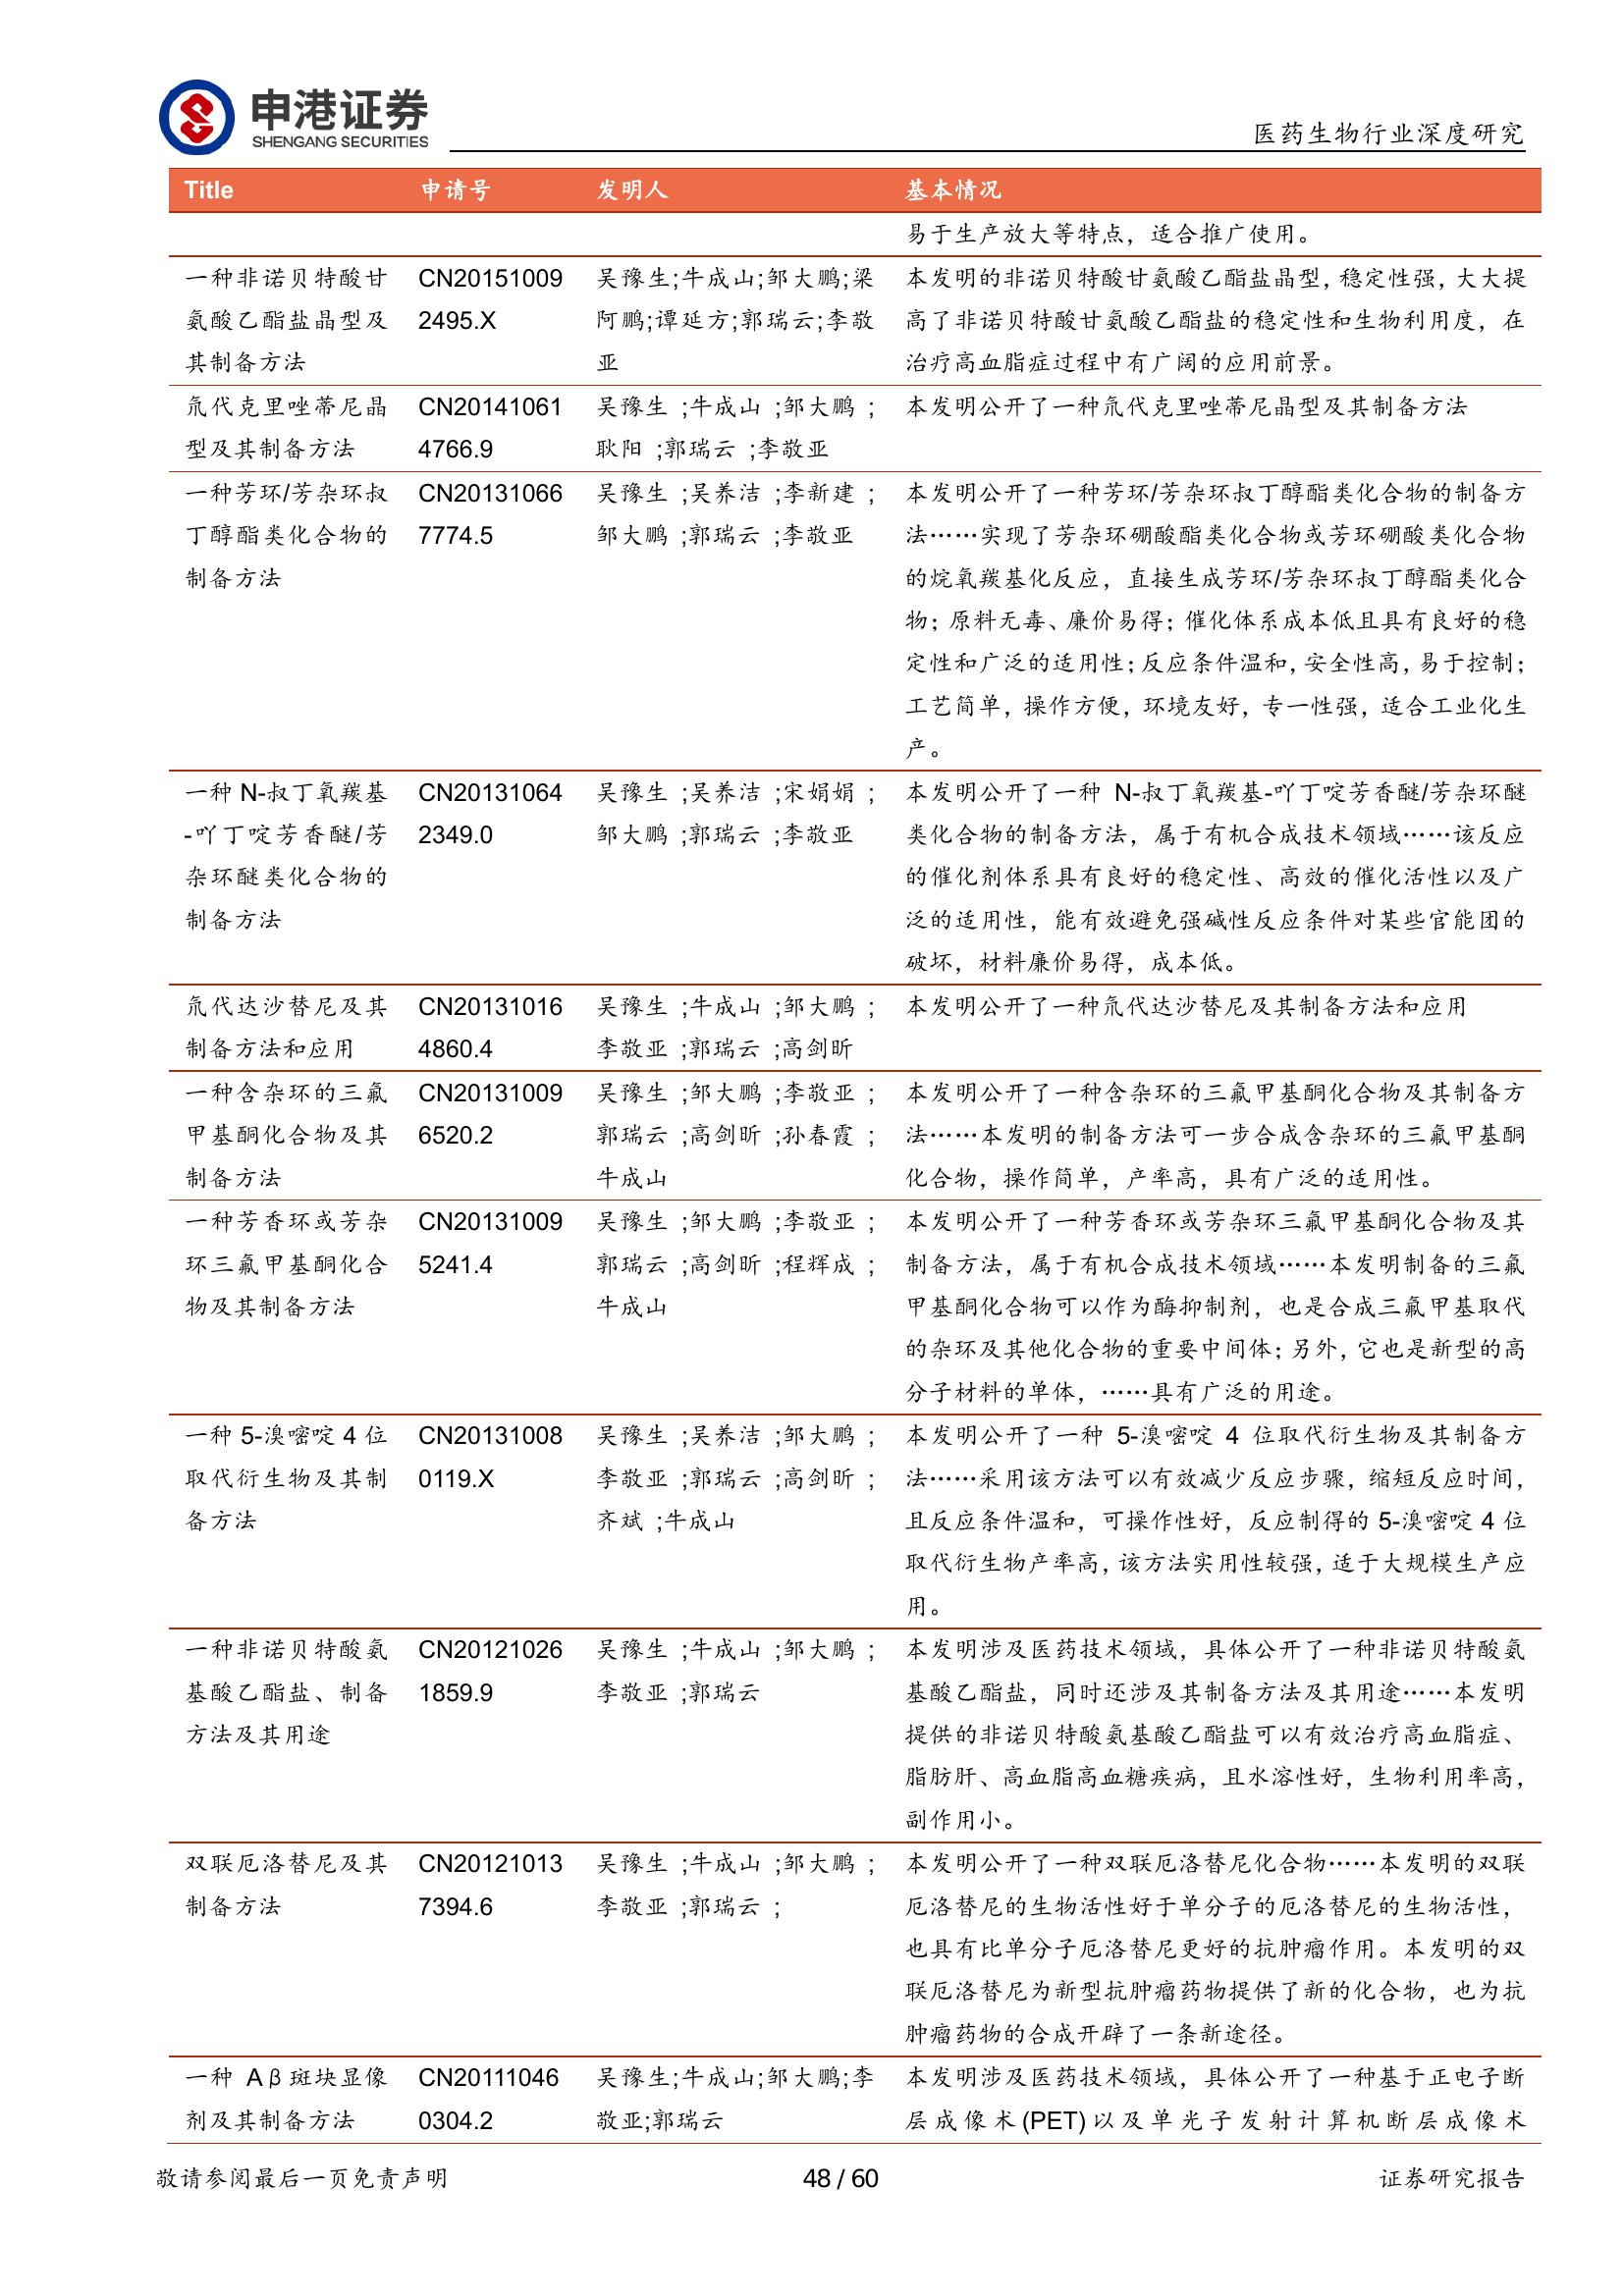 申港证券
SHENGANG SECURITIES
医药生物行业深度研究
Title 申请号 发明人 基本情况
易于生产放大等特点，适合推广使用。
一种非诺贝特酸甘 CN20151009 吴豫生;牛成山;邹大鹏;梁 本发明的非诺贝特酸甘氨酸乙酯盐晶型，稳定性强，大大提
氨酸乙酯盐晶型及 2495.X 阿鹏;谭延方;郭瑞云;李敬 高了非诺贝特酸甘氨酸乙酯盐的稳定性和生物利用度，在
其制备方法 亚 治疗高血脂症过程中有广阔的应用前景。
氘代克里唑蒂尼晶 CN20141061 吴豫生 ;牛成山 ;邹大鹏 ; 本发明公开了一种氘代克里唑蒂尼晶型及其制备方法
型及其制备方法 4766.9 耿阳 ;郭瑞云 ;李敬亚
一种芳环/芳杂环叔 CN20131066 吴豫生 ;吴养洁 ;李新建 ; 本发明公开了一种芳环/芳杂环叔丁醇酯类化合物的制备方
丁醇酯类化合物的 7774.5 邹大鹏 ;郭瑞云 ;李敬亚 法……实现了芳杂环硼酸酯类化合物或芳环硼酸类化合物
制备方法 的烷氧羰基化反应，直接生成芳环/芳杂环叔丁醇酯类化合
物；原料无毒、廉价易得；催化体系成本低且具有良好的稳
定性和广泛的适用性；反应条件温和，安全性高，易于控制；
工艺简单，操作方便，环境友好，专一性强，适合工业化生
产。
一种 N-叔丁氧羰基 CN20131064 吴豫生 ;吴养洁 ;宋娟娟 ; 本发明公开了一种 N-叔丁氧羰基-吖丁啶芳香醚/芳杂环醚
-吖丁啶芳香醚/芳 2349.0 邹大鹏 ;郭瑞云 ;李敬亚 类化合物的制备方法，属于有机合成技术领域……该反应
杂环醚类化合物的 的催化剂体系具有良好的稳定性、高效的催化活性以及广
制备方法 泛的适用性，能有效避免强碱性反应条件对某些官能团的
破坏，材料廉价易得，成本低。
氘代达沙替尼及其 CN20131016 吴豫生 ;牛成山 ;邹大鹏 ; 本发明公开了一种氘代达沙替尼及其制备方法和应用
制备方法和应用 4860.4 李敬亚 ;郭瑞云 ;高剑昕
一种含杂环的三氟 CN20131009 吴豫生 ;邹大鹏 ;李敬亚 ; 本发明公开了一种含杂环的三氟甲基酮化合物及其制备方
甲基酮化合物及其 6520.2 郭瑞云 ;高剑昕 ;孙春霞 ; 法……本发明的制备方法可一步合成含杂环的三氟甲基酮
制备方法 牛成山 化合物，操作简单，产率高，具有广泛的适用性。
一种芳香环或芳杂 CN20131009 吴豫生 ;邹大鹏 ;李敬亚 ; 本发明公开了一种芳香环或芳杂环三氟甲基酮化合物及其
环三氟甲基酮化合 5241.4 郭瑞云 ;高剑昕 ;程辉成 ; 制备方法，属于有机合成技术领域……本发明制备的三氟
物及其制备方法 牛成山 甲基酮化合物可以作为酶抑制剂，也是合成三氟甲基取代
的杂环及其他化合物的重要中间体；另外，它也是新型的高
分子材料的单体，……具有广泛的用途。
一种 5-溴嘧啶 4 位 CN20131008 吴豫生 ;吴养洁 ;邹大鹏 ; 本发明公开了一种 5-溴嘧啶 4 位取代衍生物及其制备方
取代衍生物及其制 0119.X 李敬亚 ;郭瑞云 ;高剑昕 ; 法……采用该方法可以有效减少反应步骤，缩短反应时间，
备方法 齐斌 ;牛成山 且反应条件温和，可操作性好，反应制得的 5-溴嘧啶 4 位
取代衍生物产率高，该方法实用性较强，适于大规模生产应
用。
一种非诺贝特酸氨 CN20121026 吴豫生 ;牛成山 ;邹大鹏 ; 本发明涉及医药技术领域，具体公开了一种非诺贝特酸氨
基酸乙酯盐、制备 1859.9 李敬亚 ;郭瑞云 基酸乙酯盐，同时还涉及其制备方法及其用途……本发明
方法及其用途 提供的非诺贝特酸氨基酸乙酯盐可以有效治疗高血脂症、
脂肪肝、高血脂高血糖疾病，且水溶性好，生物利用率高，
副作用小。
双联厄洛替尼及其 CN20121013 吴豫生 ;牛成山 ;邹大鹏 ; 本发明公开了一种双联厄洛替尼化合物……本发明的双联
制备方法 7394.6 李敬亚 ;郭瑞云 ; 厄洛替尼的生物活性好于单分子的厄洛替尼的生物活性，
也具有比单分子厄洛替尼更好的抗肿瘤作用。本发明的双
联厄洛替尼为新型抗肿瘤药物提供了新的化合物，也为抗
肿瘤药物的合成开辟了一条新途径。
一种 Aβ斑块显像 CN20111046 吴豫生;牛成山;邹大鹏;李 本发明涉及医药技术领域，具体公开了一种基于正电子断
剂及其制备方法 0304.2 敬亚;郭瑞云 层成像术(PET)以及单光子发射计算机断层成像术
敬请参阅最后一页免责声明 48 / 60 证券研究报告